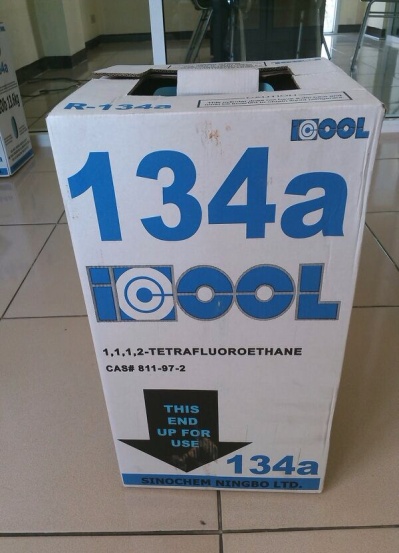 R-134a
iCOOL
134a
iCOOL
1,1,1,2-TETRAFLUOROETHANE
CAS# 811-97-2
THIS
END
UP FOR
USE
134a
SINOCHEM NINGBO LTD.
34a